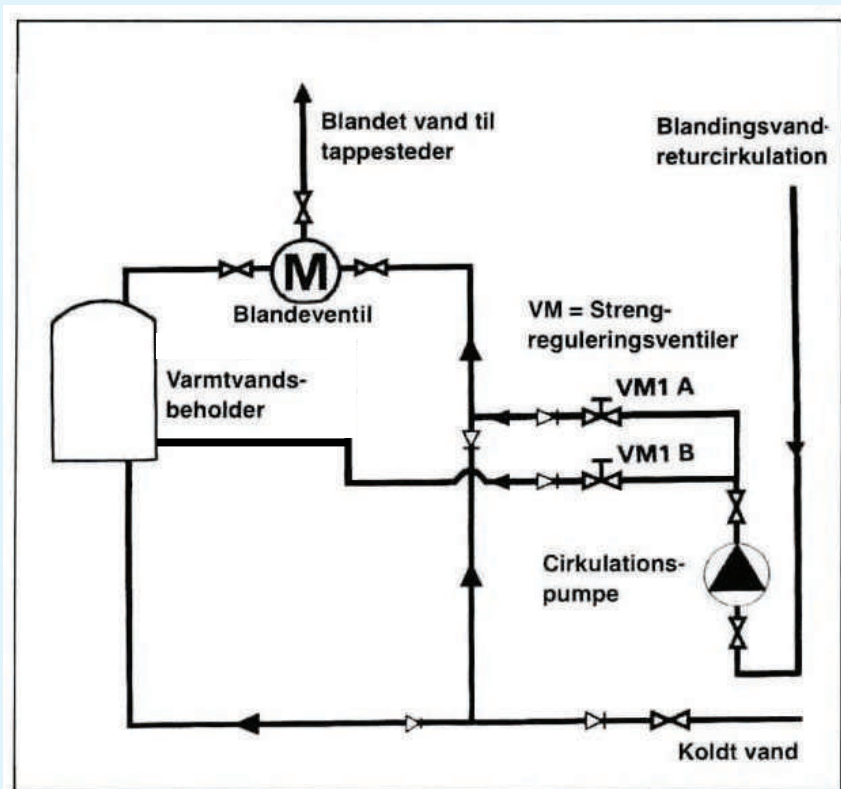 Blandet vand til
tappesteder
Blandingsvand-
returcirkulation
M
Blandeventil
VM = Streng-
reguleringsventiler
Varmtvands-
beholder
VM1 A
VM1 B
Cirkulations-
pumpe
Koldt vand